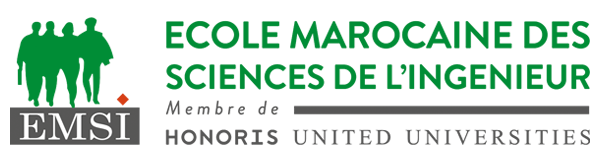 ECOLE MAROCAINE DES
SCIENCES DE L'INGENIEUR
Membre de
HONORIS UNITED UNIVERSITIES
EMSI